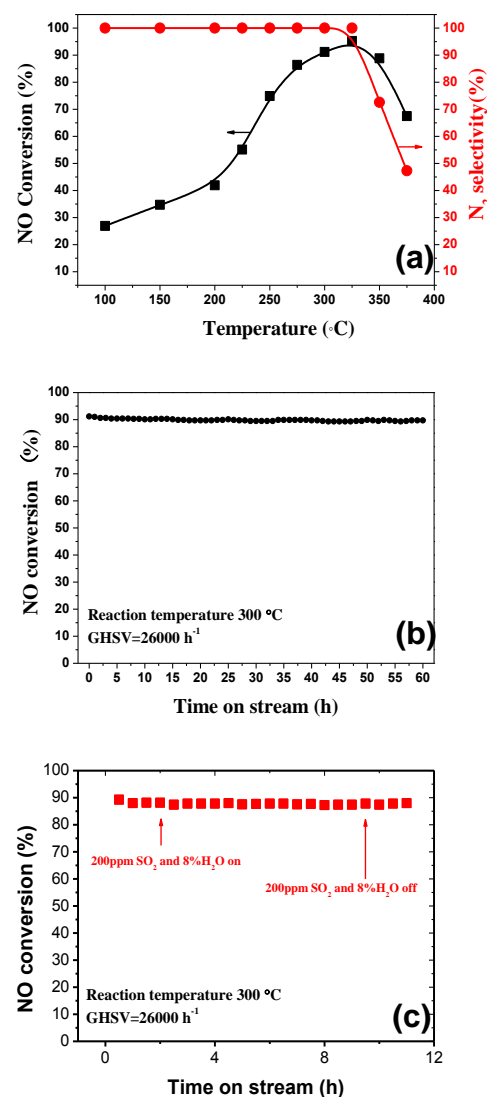 100
90
80
70
60
50
40
30
20
10
NO Conversion (%)
100
90
80
70
60
50
40
30
20
10
N2 selectivity(%)
(a)
100 150 200 250 300 350 400
Temperature (◦C)
100
90
80
70
60
50
40
30
20
10
0
NO conversion (%)
Reaction temperature 300 °C
GHSV=26000 h-1
(b)
0 5 10 15 20 25 30 35 40 45 50 55 60
Time on stream (h)
100
90
80
70
60
50
40
30
20
10
0
NO conversion (%)
200ppm SO2 and 8%H2O on
200ppm SO2 and 8%H2O off
Reaction temperature 300 °C
GHSV=26000 h-1
(c)
0 4 8 12
Time on stream (h)